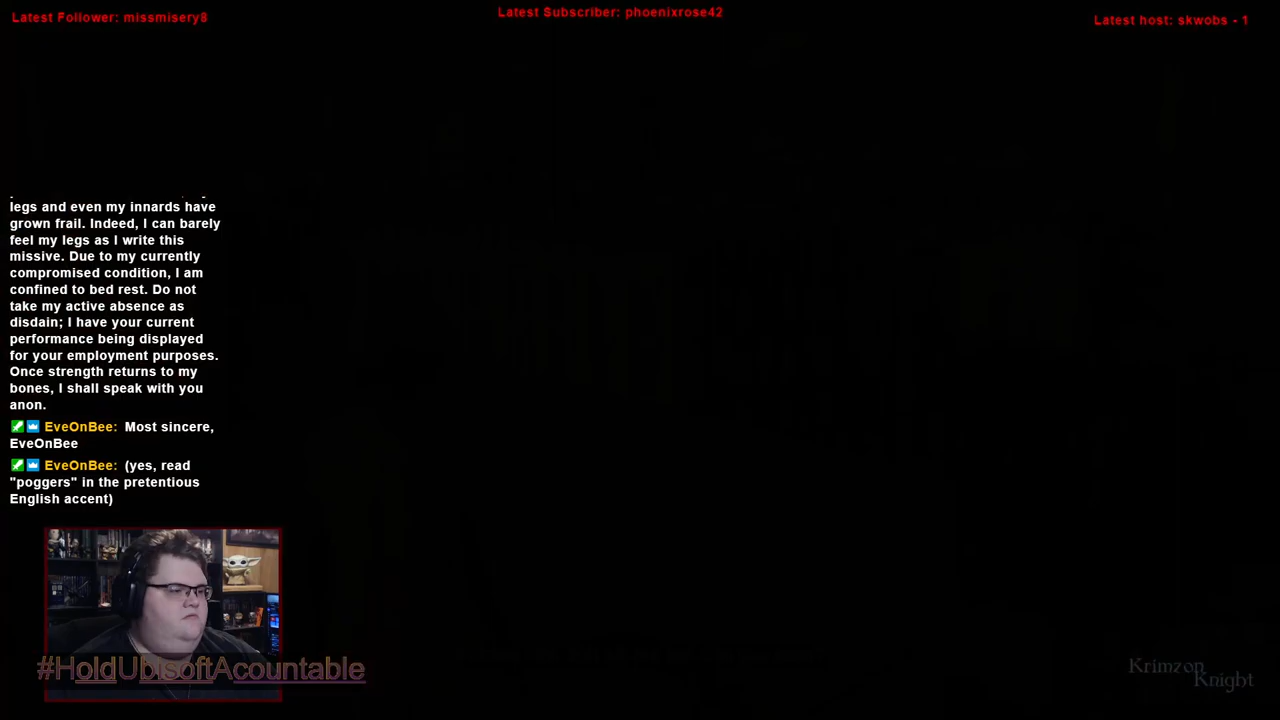 Latest Follower: missmisery8
Latest Subscriber: phoenixrose42
Latest host: skwobs - 1
legs and even my innards have
grown frail. Indeed, I can barely
feel my legs as I write this
missive. Due to my currently
compromised condition, I am
confined to bed rest. Do not
take my active absence as
disdain; I have your current
performance being displayed
for your employment purposes.
Once strength returns to my
bones, I shall speak with you
anon.
EveOnBee: Most sincere,
EveOnBee
EveOnBee: (yes, read
"poggers" in the pretentious
English accent)
#HoldUbisoftAcountable
Krimzon
Knight